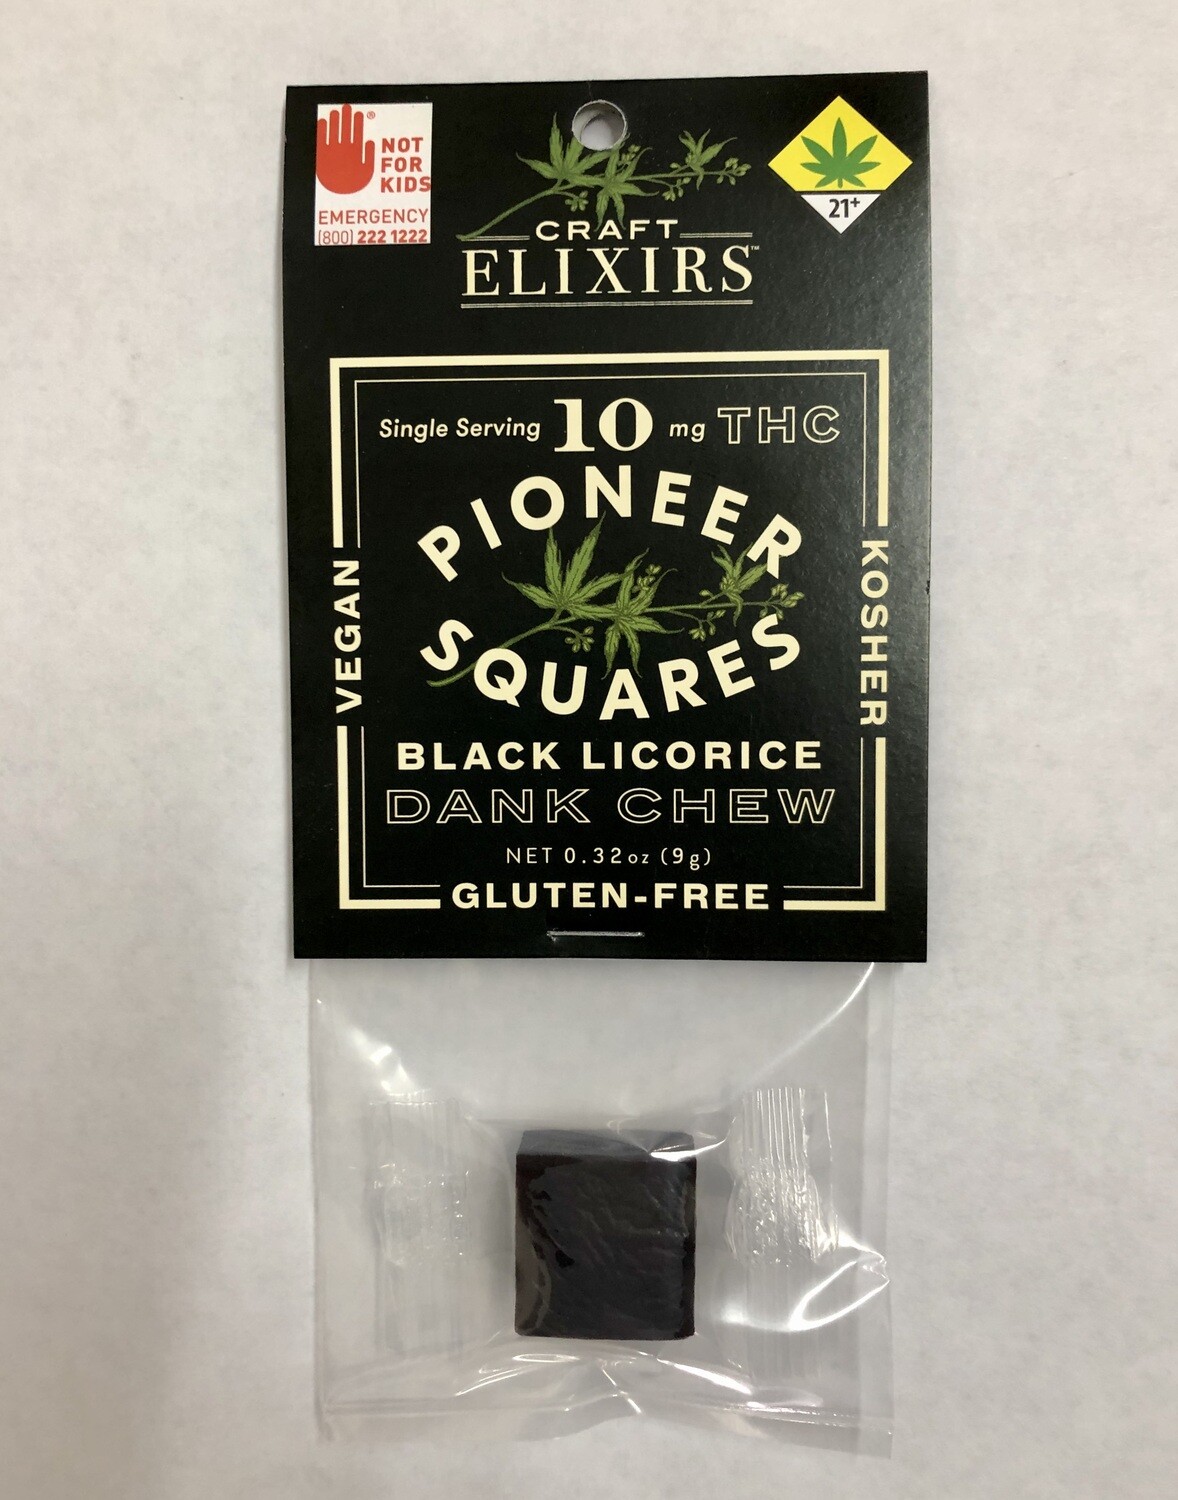 NOT
FOR
KIDS®
EMERGENCY
(800) 222 1222
21+
CRAFT
ELIXIRS™
Single Serving 10 mg THC
PIONEER
SQUARES
VEGAN
KOSHER
BLACK LICORICE
DANK CHEW
NET 0.32oz (9g)
GLUTEN-FREE